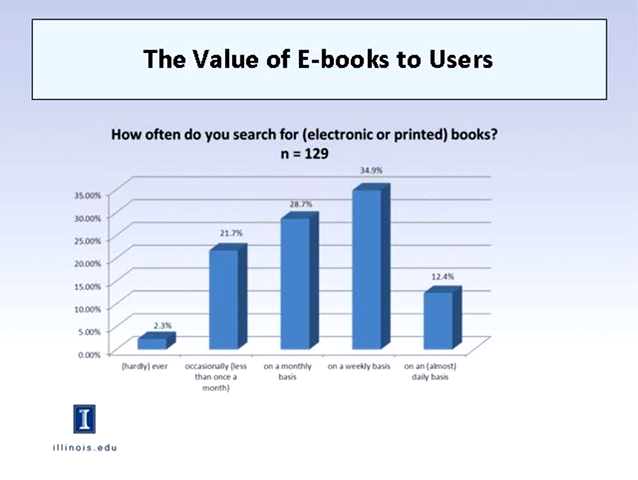 The Value of E-books to Users
How often do you search for (electronic or printed) books?
n = 129
34.9%
35.00%
30.00%
28.7%
25.00%
21.7%
20.00%
15.00%
12.4%
10.00%
5.00%
2.3%
0.00%
(hardly) ever
occasionally (less
than once a
month)
on a monthly
basis
on a weekly basis
on an (almost)
daily basis
I
illinois.edu